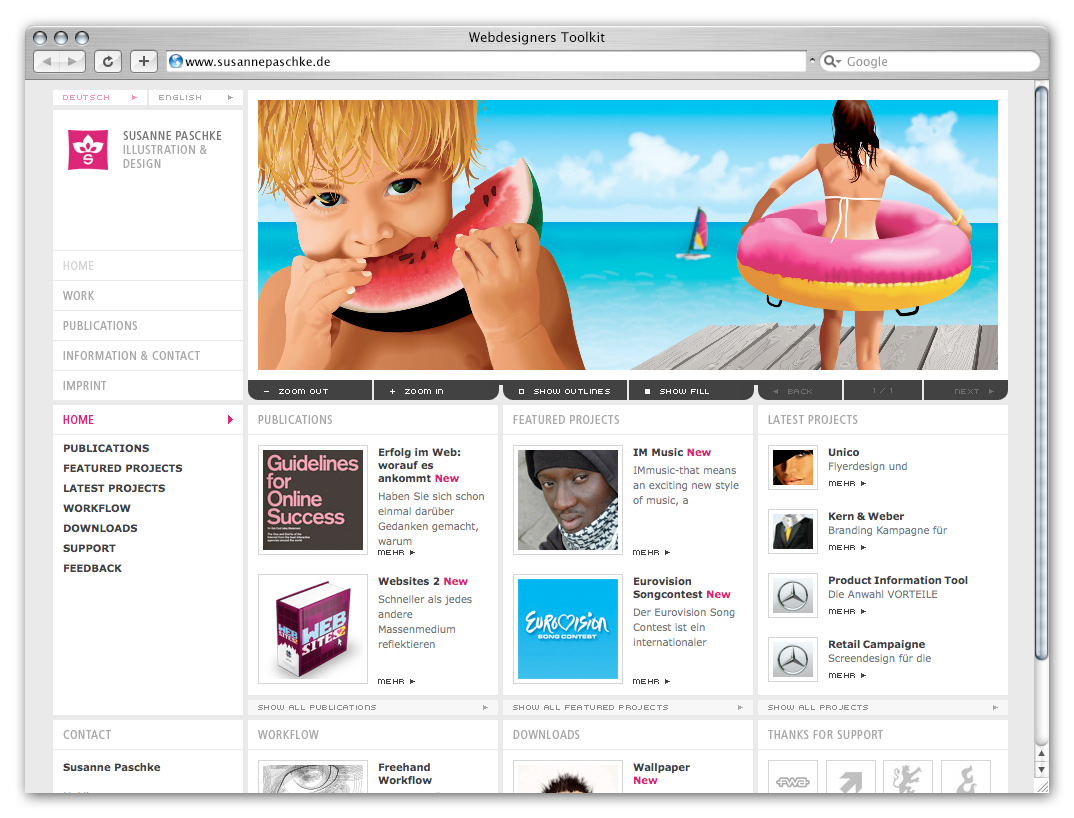 Webdesigners Toolkit
www.susannepaschke.de
Google
DEUTSCH
ENGLISH
SUSANNE PASCHKE
ILLUSTRATION &
DESIGN
S
HOME
WORK
PUBLICATIONS
INFORMATION & CONTACT
IMPRINT
ZOOM OUT
ZOOM IN
SHOW OUTLINES
SHOW FILL
BACK
1/1
NEXT
HOME
PUBLICATIONS
FEATURED PROJECTS
LATEST PROJECTS
WORKFLOW
DOWNLOADS
SUPPORT
FEEDBACK
PUBLICATIONS
Guidelines
for
Online
Success
Erfolg im Web:
worauf es
ankommt New
Haben Sie sich schon
einmal darüber
Gedanken gemacht,
warum
MEHR
WEB
SITES
WEB
SITES
Websites 2 New
Schneller als jedes
andere
Massenmedium
reflektieren
MEHR
SHOW ALL PUBLICATIONS
FEATURED PROJECTS
IM Music New
IMmusic-that means
an exciting new style
of music, a
MEHR
EUROVISION
SONG CONTEST
Eurovision
Songcontest New
Der Eurovision Song
Contest ist ein
internationaler
MEHR
SHOW ALL FEATURED PROJECTS
LATEST PROJECTS
Unico
Flyerdesign und
MEHR
Kern & Weber
Branding Kampagne für
MEHR
Product Information Tool
Die Anwahl VORTEILE
MEHR
Retail Campaigne
Screendesign für die
MEHR
SHOW ALL PROJECTS
CONTACT
Susanne Paschke
WORKFLOW
Freehand
Workflow
DOWNLOADS
Wallpaper
New
THANKS FOR SUPPORT
fwa